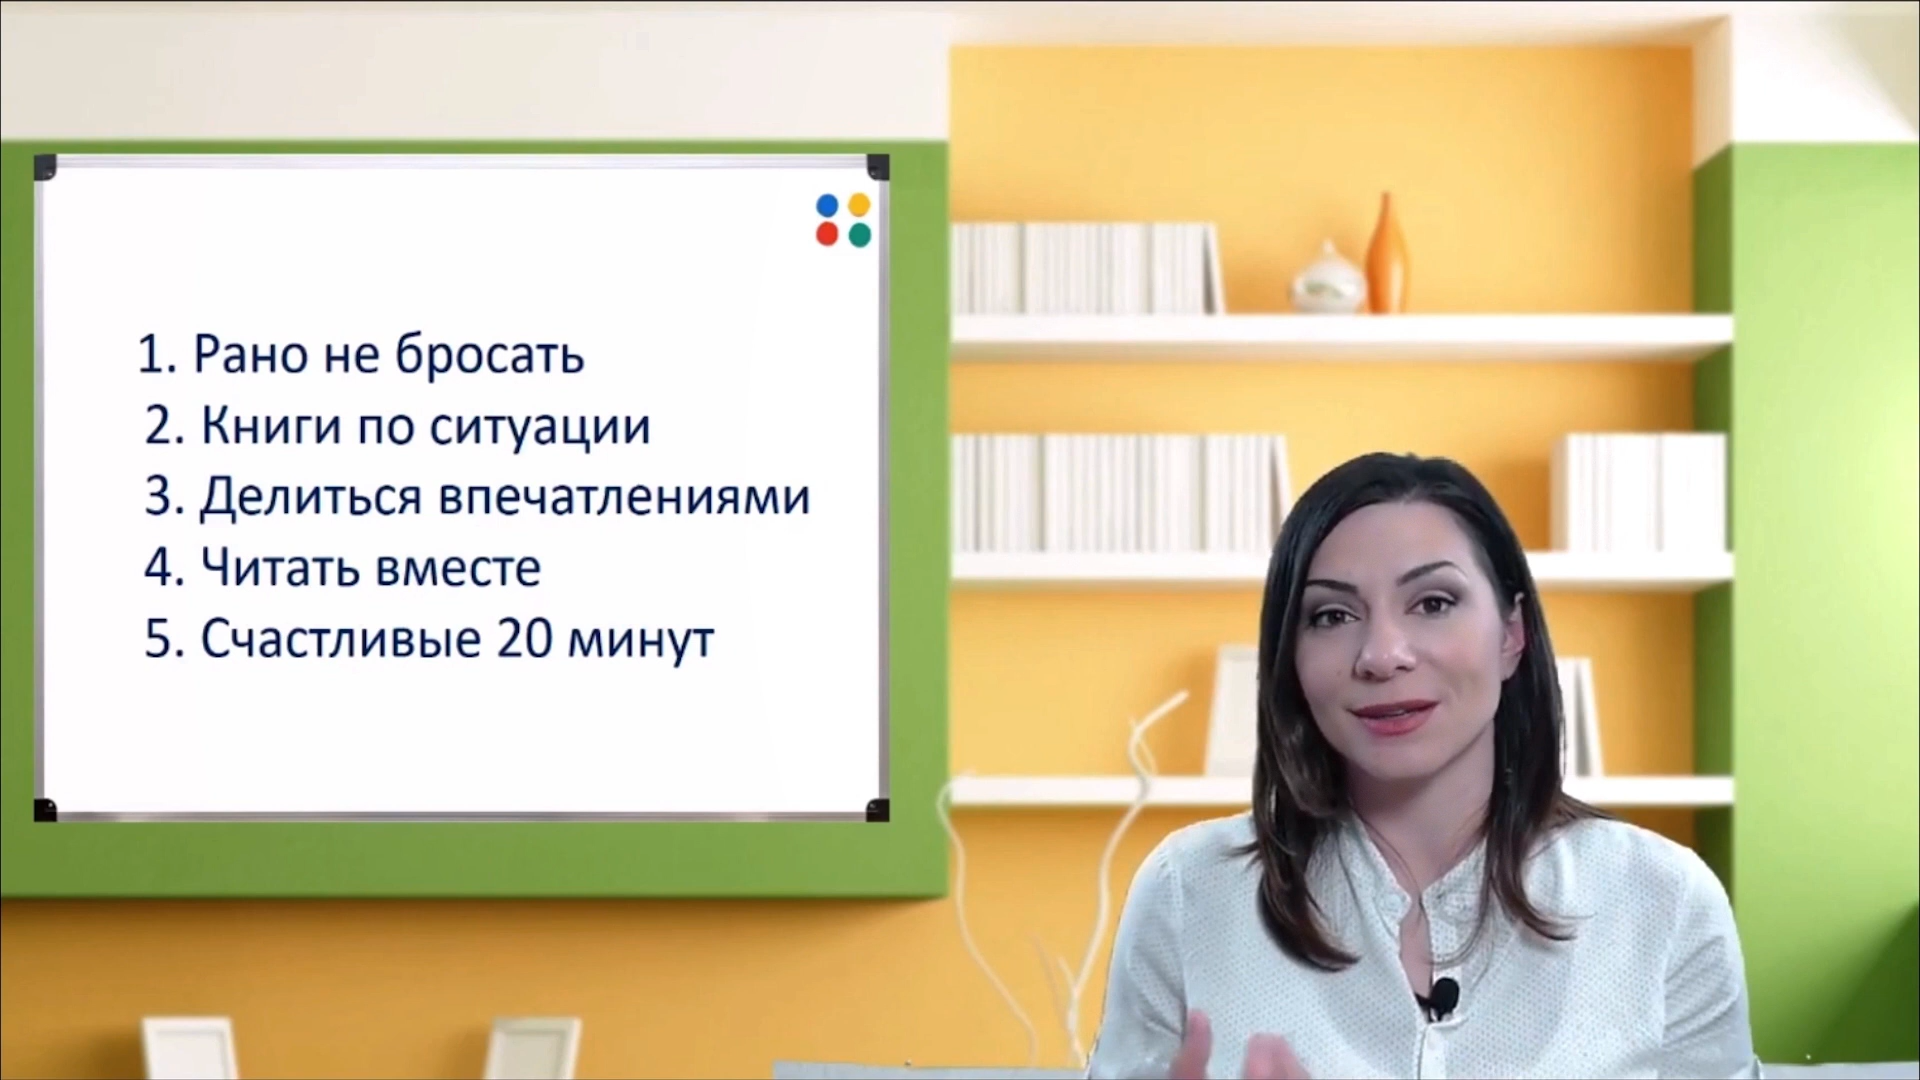 1. Рано не бросать
2. Книги по ситуации
3. Делиться впечатлениями
4. Читать вместе
5. Счастливые 20 минут